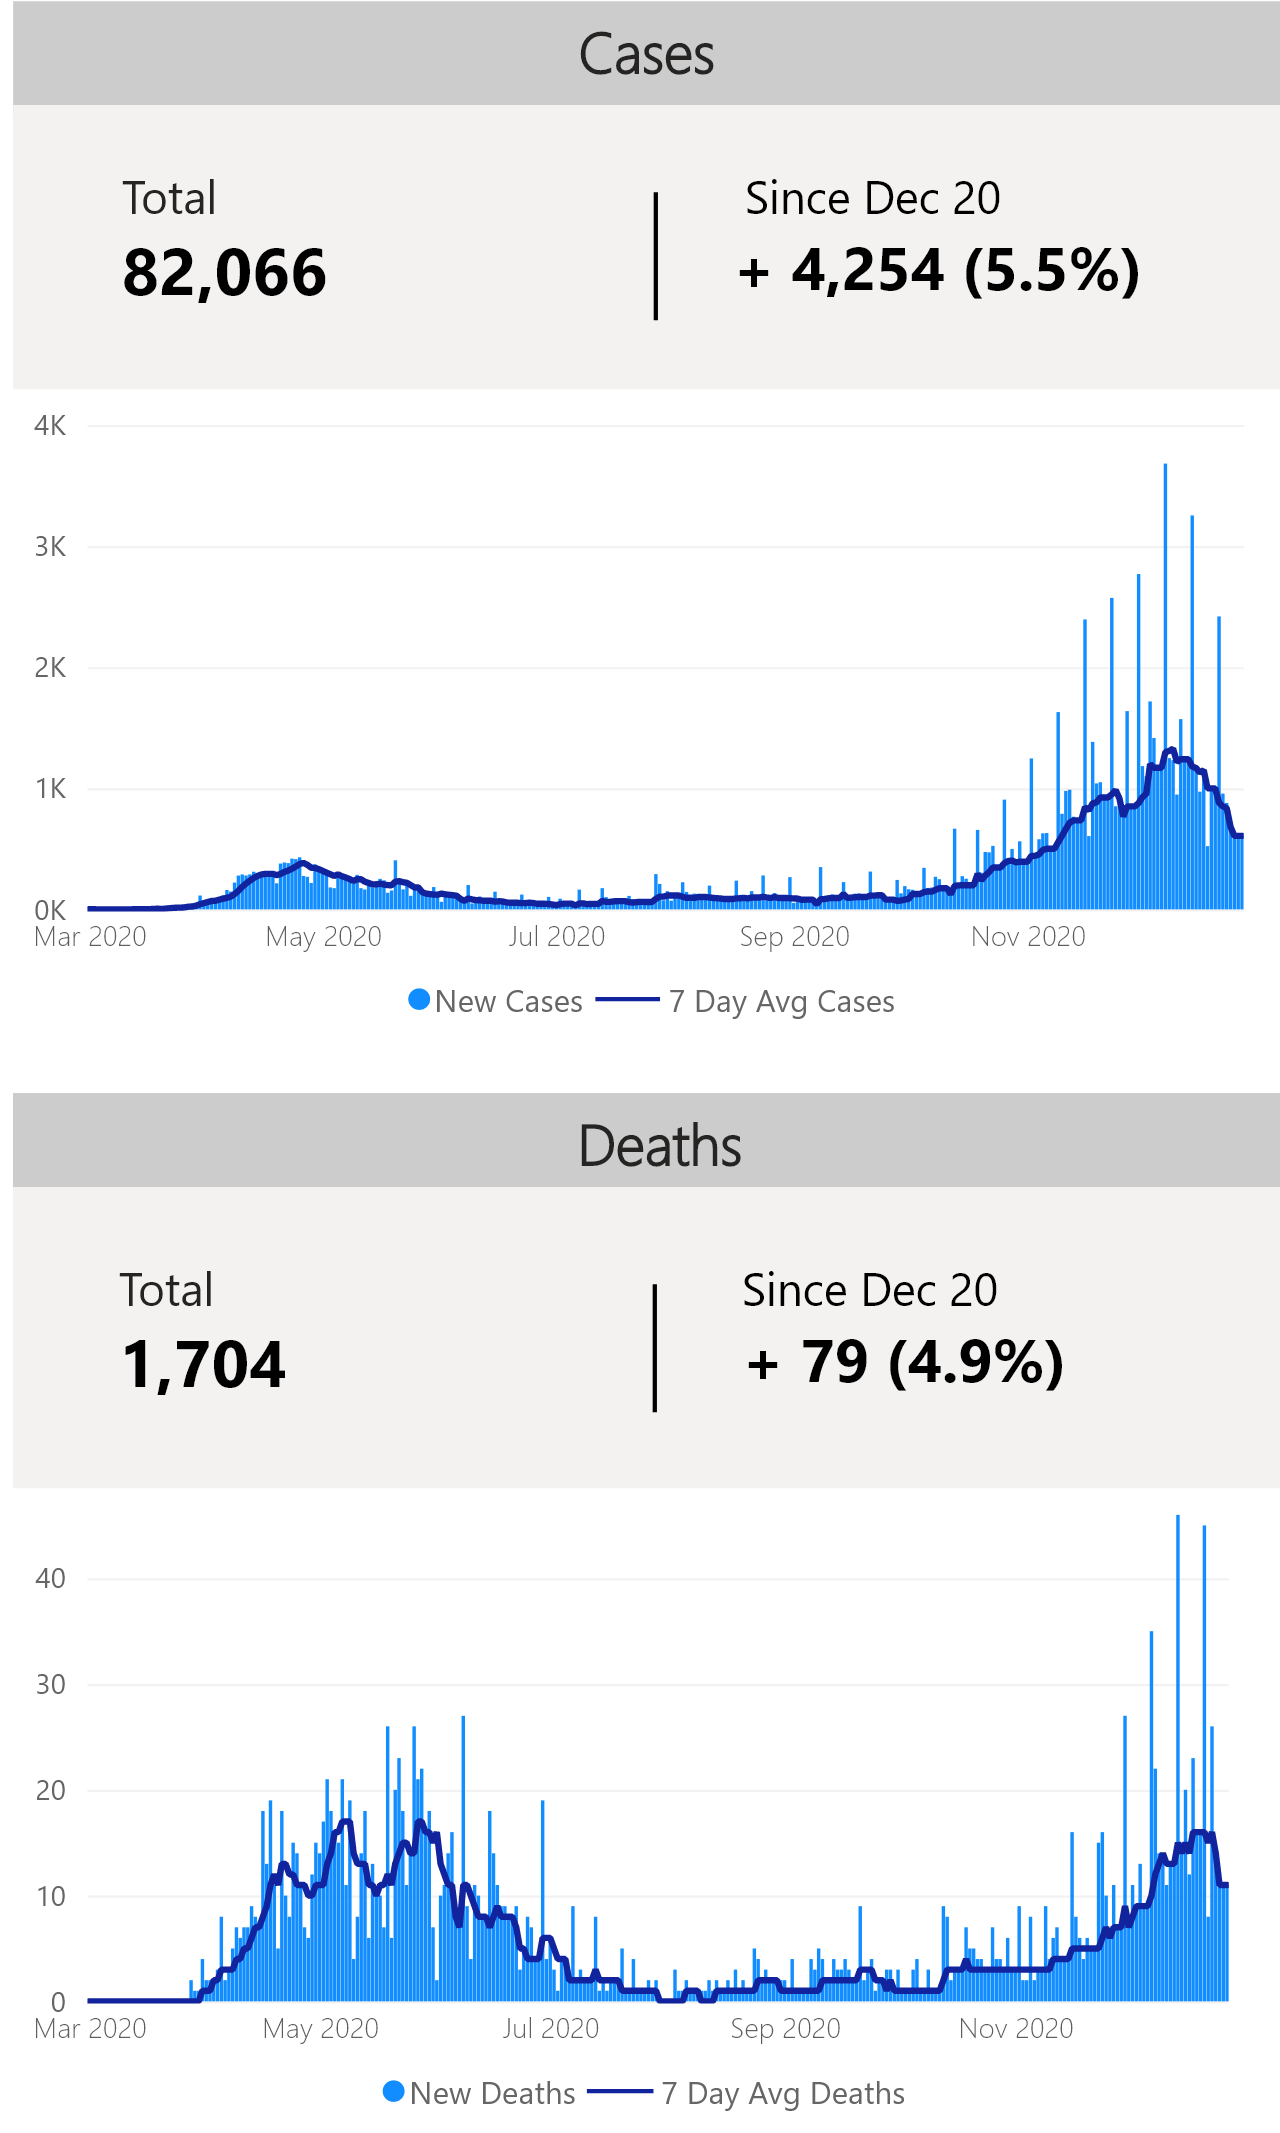 Cases
Total
Since Dec 20
82,066
+ 4,254 (5.5%)
4K
3K
2K
1K
0K
Mar 2020 May 2020 Jul 2020 Sep 2020 Nov 2020
New Cases 7 Day Avg Cases
Deaths
Total
Since Dec 20
1,704
+ 79 (4.9%)
40
30
20
10
0
Mar 2020 May 2020 Jul 2020 Sep 2020 Nov 2020
New Deaths 7 Day Avg Deaths